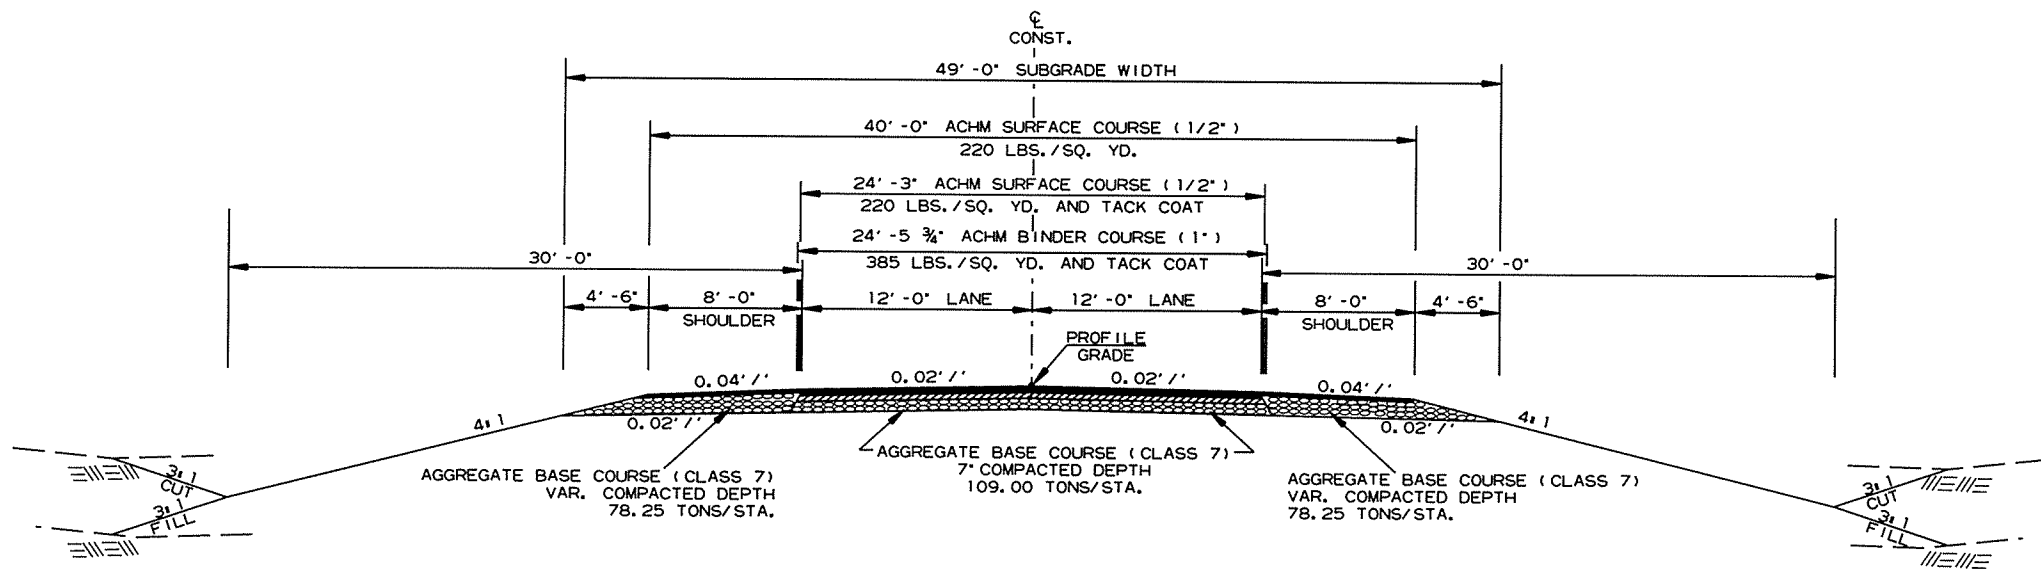 ℄
CONST.
49'-0" SUBGRADE WIDTH
40'-0" ACHM SURFACE COURSE (1/2")
220 LBS./SQ. YD.
24'-3" ACHM SURFACE COURSE (1/2")
220 LBS./SQ. YD. AND TACK COAT
24'-5 ¾" ACHM BINDER COURSE (1")
385 LBS./SQ. YD. AND TACK COAT
30'-0"
30'-0"
4'-6"
8'-0"
SHOULDER
12'-0" LANE
12'-0" LANE
8'-0"
SHOULDER
4'-6"
PROFILE
GRADE
0.04'/'
0.02'/'
0.02'/'
0.04'/'
4:1
0.02'/'
0.02'/'
4:1
3:1
CUT
3:1
FILL
AGGREGATE BASE COURSE (CLASS 7)
VAR. COMPACTED DEPTH
78.25 TONS/STA.
AGGREGATE BASE COURSE (CLASS 7)
7" COMPACTED DEPTH
109.00 TONS/STA.
AGGREGATE BASE COURSE (CLASS 7)
VAR. COMPACTED DEPTH
78.25 TONS/STA.
3:1
CUT
3:1
FILL